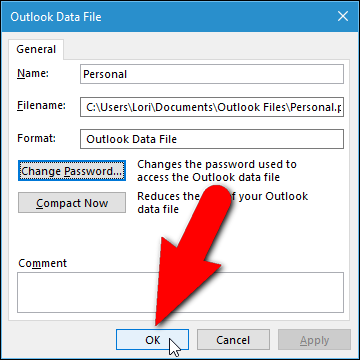 Outlook Data File
General
Name: Personal
Filename: C:\Users\Lori\Documents\Outlook Files\Personal.p
Format: Outlook Data File
Change Password... Changes the password used to
access the Outlook data file
Compact Now Reduces the of your Outlook
data file
Comment
OK Cancel Apply